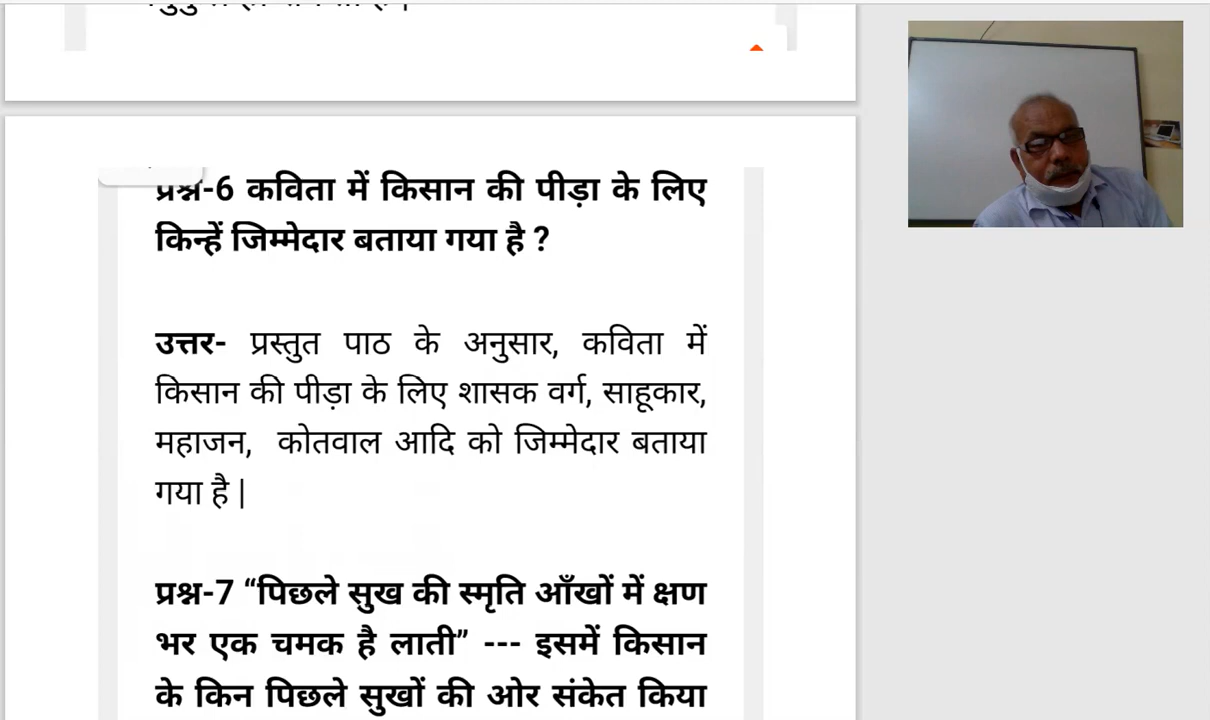 प्रश्न-6 कविता में किसान की पीड़ा के लिए
किन्हें जिम्मेदार बताया गया है ?
उत्तर- प्रस्तुत पाठ के अनुसार, कविता में
किसान की पीड़ा के लिए शासक वर्ग, साहूकार,
महाजन, कोतवाल आदि को जिम्मेदार बताया
गया है |
प्रश्न-7 “पिछले सुख की स्मृति आँखों में क्षण
भर एक चमक है लाती” --- इसमें किसान
के किन पिछले सुखों की ओर संकेत किया